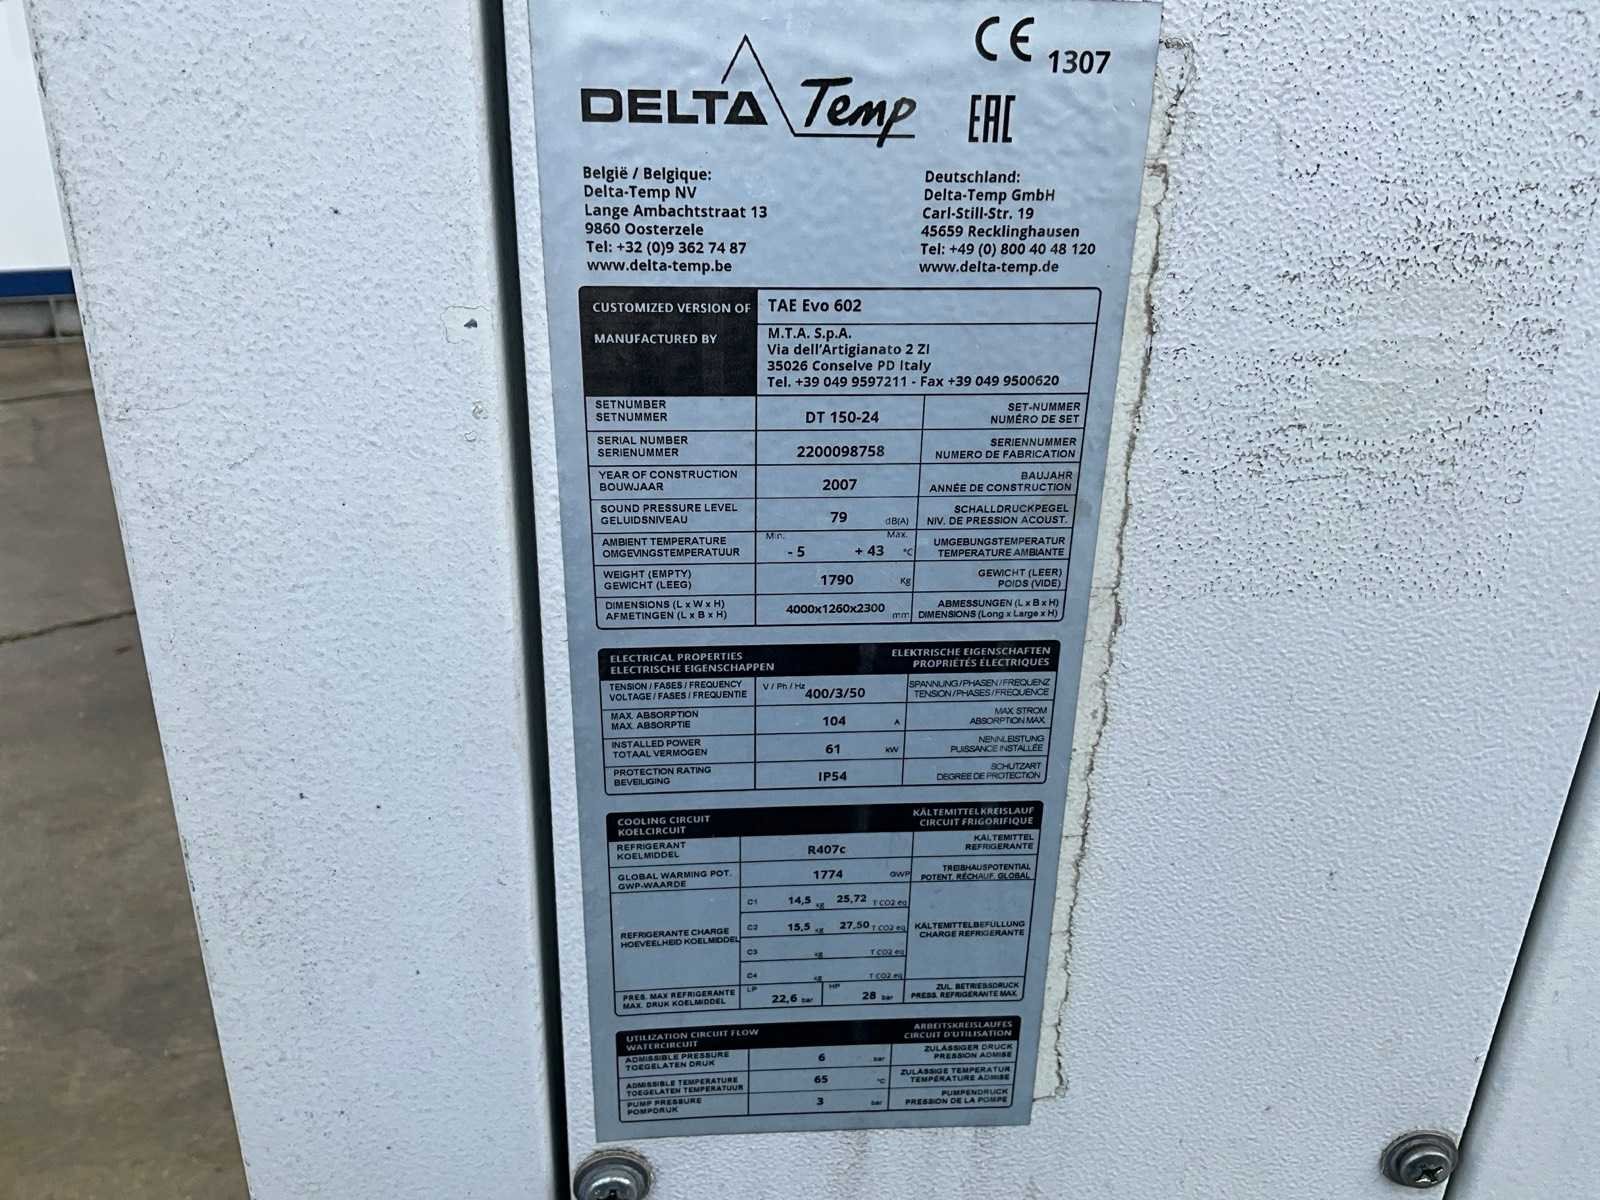 CE 1307
DELTA Temp
EAC
België / Belgique:
Delta-Temp NV
Lange Ambachtstraat 13
9860 Oosterzele
Tel: +32 (0)9 362 74 87
www.delta-temp.be
Deutschland:
Delta-Temp GmbH
Carl-Still-Str. 19
45659 Recklinghausen
Tel: +49 (0) 800 40 48 120
www.delta-temp.de
CUSTOMIZED VERSION OF TAE Evo 602
MANUFACTURED BY M.T.A. S.p.A.
Via dell'Artigianato 2 ZI
35026 Conselve PD Italy
Tel. +39 049 9597211 - Fax +39 049 9500620
SETNUMBER DT 150-24 SET-NUMMER
SETNUMMER NUMÉRO DE SET
SERIAL NUMBER 2200098758 SERIENNUMMER
SERIENUMMER NUMERO DE FABRICATION
YEAR OF CONSTRUCTION 2007 BAUJAHR
BOUWJAAR ANNÉE DE CONSTRUCTION
SOUND PRESSURE LEVEL 79 dB(A) SCHALLDRUCKPEGEL
GELUIDSNIVEAU NIV. DE PRESSION ACOUST.
AMBIENT TEMPERATURE Min. - 5 Max. + 43 °C UMGEBUNGSTEMPERATUR
OMGEVINGSTEMPERATUUR TEMPERATURE AMBIANTE
WEIGHT (EMPTY) 1790 Kg GEWICHT (LEER)
GEWICHT (LEEG) POIDS (VIDE)
DIMENSIONS (L x W x H) 4000x1260x2300 mm ABMESSUNGEN (L x B x H)
AFMETINGEN (L x B x H) DIMENSIONS (Long x Large x H)
ELECTRICAL PROPERTIES ELEKTRISCHE EIGENSCHAFTEN
ELECTRISCHE EIGENSCHAPPEN PROPRIÉTÉS ÉLECTRIQUES
TENSION / FASES / FREQUENCY V / Ph / Hz 400/3/50 SPANNUNG/PHASEN/FREQUENZ
VOLTAGE / FASES / FREQUENTIE TENSION/PHASES/FREQUENCE
MAX. ABSORPTION 104 A MAX. STROM
MAX. ABSORPTIE ABSORPTION MAX.
INSTALLED POWER 61 kW NENNLEISTUNG
TOTAAL VERMOGEN PUISSANCE INSTALLÉE
PROTECTION RATING IP54 SCHUTZART
BEVEILIGING DEGREE DE PROTECTION
COOLING CIRCUIT KÄLTEMITTELKREISLAUF
KOELCIRCUIT CIRCUIT FRIGORIFIQUE
REFRIGERANT R407c KÄLTEMITTEL
KOELMIDDEL REFRIGERANTE
GLOBAL WARMING POT. 1774 GWP TREIBHAUSPOTENTIAL
GWP-WAARDE POTENT. RÉCHAUF. GLOBAL
C1 14,5 kg 25,72 T CO2 eq
C2 15,5 kg 27,50 T CO2 eq
REFRIGERANTE CHARGE KÄLTEMITTELBEFÜLLUNG
HOEVEELHEID KOELMIDDEL CHARGE REFRIGERANTE
C3 kg T CO2 eq
C4 kg T CO2 eq
PRES. MAX REFRIGERANTE LP 22,6 bar HP 28 bar ZUL. BETRIEBSDRUCK
MAX. DRUK KOELMIDDEL PRESS. REFRIGERANTE MAX.
UTILIZATION CIRCUIT FLOW ARBEITSKREISLAUFES
WATERCIRCUIT CIRCUIT D'UTILISATION
ADMISSIBLE PRESSURE 6 bar ZULÄSSIGER DRUCK
TOEGELATEN DRUK PRESSION ADMISE
ADMISSIBLE TEMPERATURE 65 °C ZULÄSSIGE TEMPERATUR
TOEGELATEN TEMPERATUUR TEMPÉRATURE ADMISE
PUMP PRESSURE 3 bar PUMPENDRUCK
POMPDRUK PRESSION DE LA POMPE